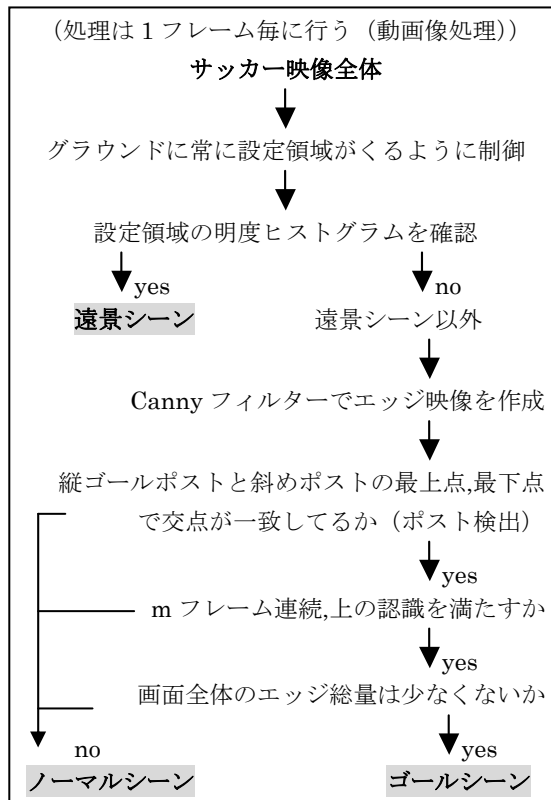 （処理は 1 フレーム毎に行う（動画像処理））
サッカー映像全体
グラウンドに常に設定領域がくるように制御
設定領域の明度ヒストグラムを確認
yes
no
遠景シーン
遠景シーン以外
Canny フィルターでエッジ映像を作成
縦ゴールポストと斜めポストの最上点,最下点
で交点が一致してるか（ポスト検出）
yes
m フレーム連続,上の認識を満たすか
yes
画面全体のエッジ総量は少なくないか
no
yes
ノーマルシーン
ゴールシーン